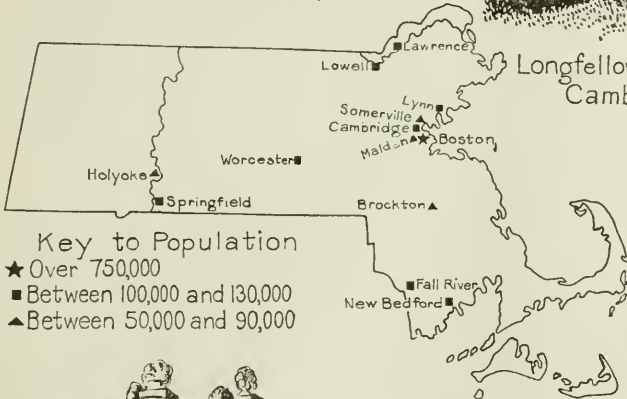 Lawrence
Lowell
Longfellow
Camb
Lynn
Somerville
Cambridge
Malden
Boston
Worcester
Holyoke
Springfield
Brockton
Fall River
New Bedford
Key to Population
Over 750,000
Between 100,000 and 130,000
Between 50,000 and 90,000